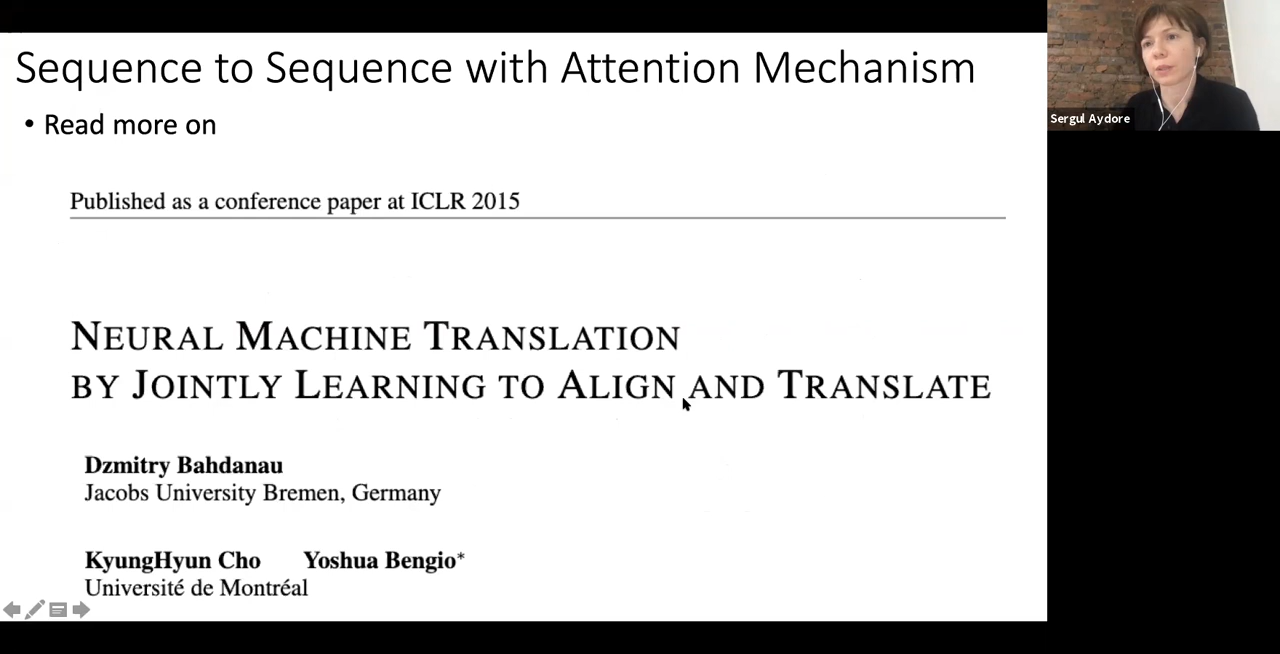 Sequence to Sequence with Attention Mechanism
• Read more on
Published as a conference paper at ICLR 2015
NEURAL MACHINE TRANSLATION
BY JOINTLY LEARNING TO ALIGN AND TRANSLATE
Dzmitry Bahdanau
Jacobs University Bremen, Germany
KyungHyun Cho Yoshua Bengio*
Université de Montréal
Sergul Aydore